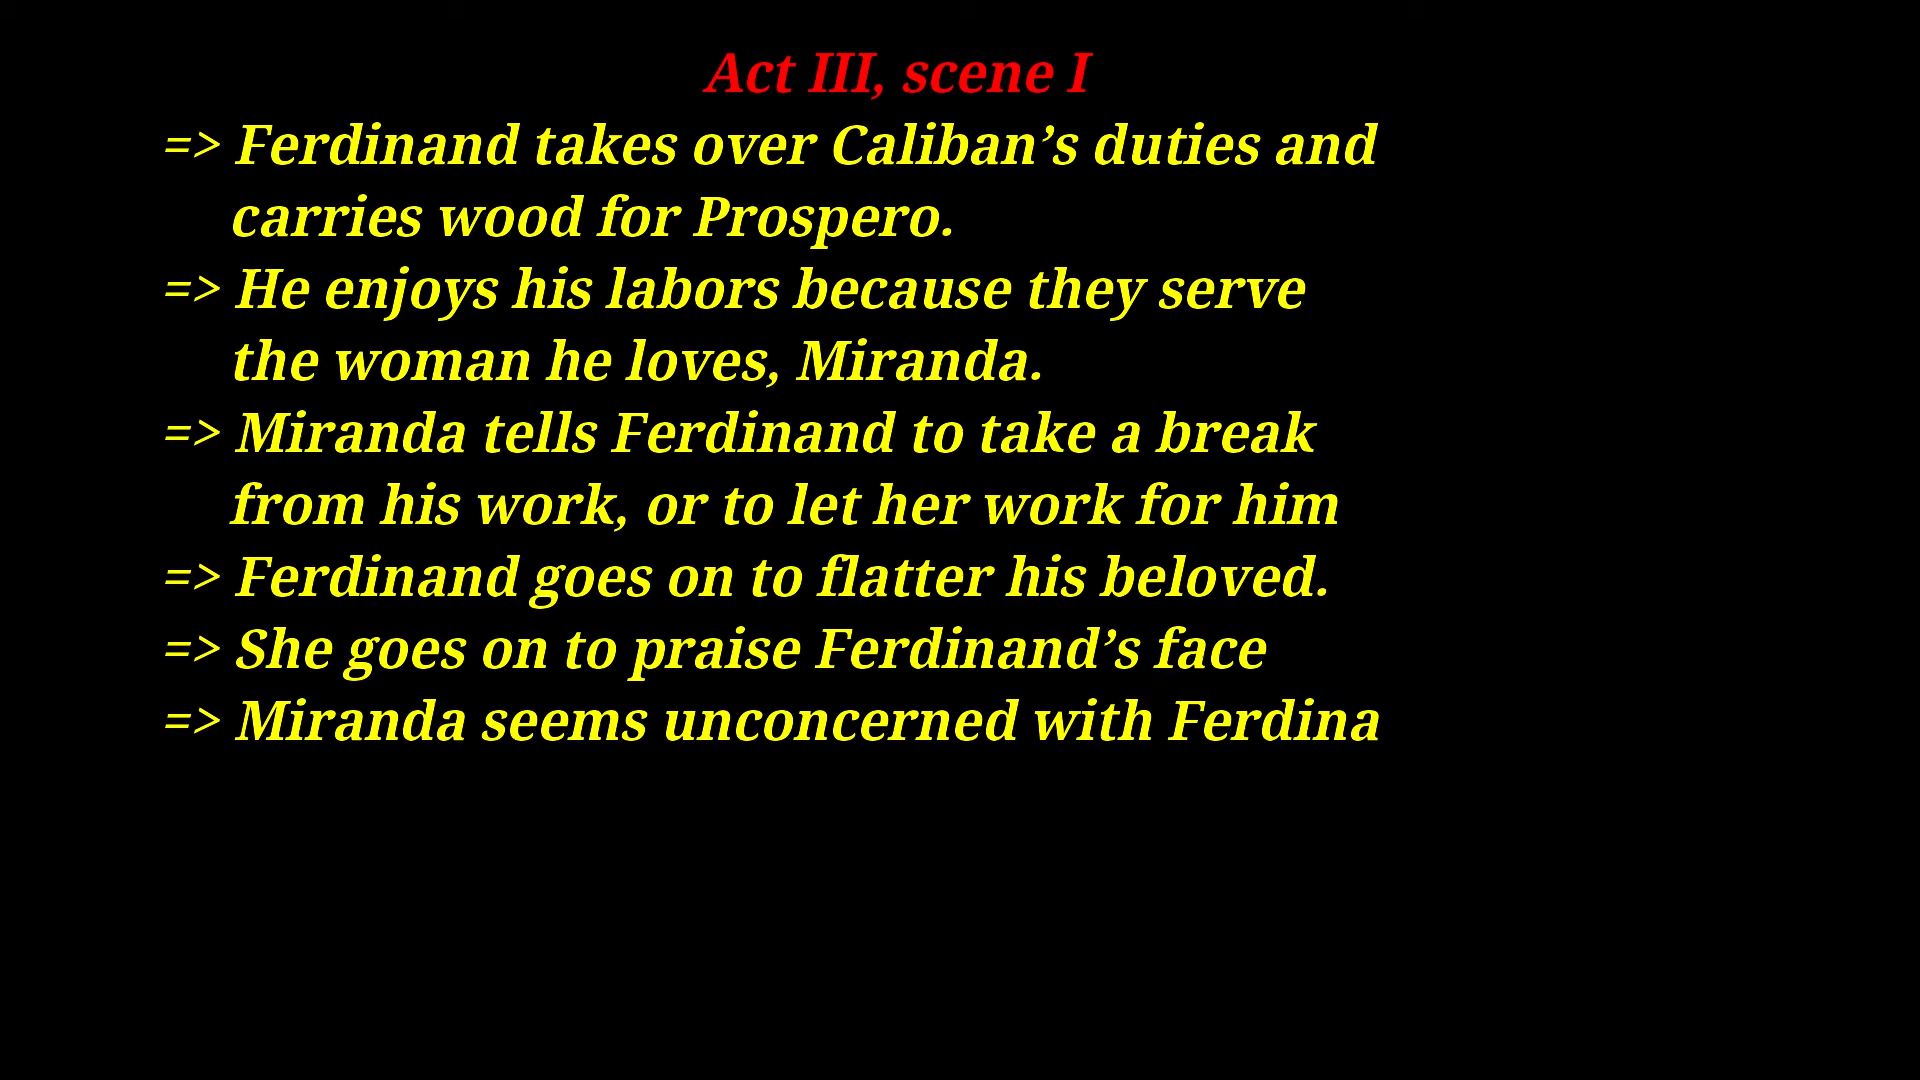 Act III, scene I
=> Ferdinand takes over Caliban’s duties and
carries wood for Prospero.
=> He enjoys his labors because they serve
the woman he loves, Miranda.
=> Miranda tells Ferdinand to take a break
from his work, or to let her work for him
=> Ferdinand goes on to flatter his beloved.
=> She goes on to praise Ferdinand’s face
=> Miranda seems unconcerned with Ferdina